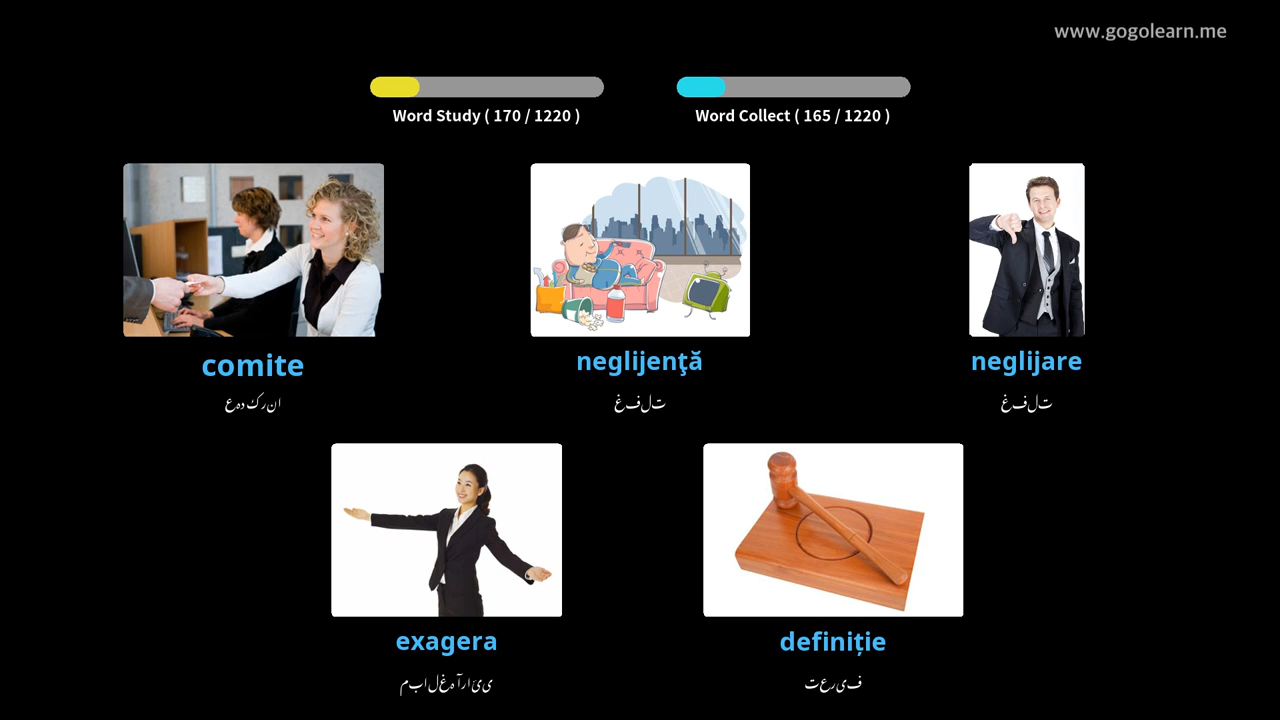 www.gogolearn.me
Word Study ( 170 / 1220 )
Word Collect ( 165 / 1220 )
comite
عہد کرنا
neglijenţă
غفلت
neglijare
غفلت
exagera
مبالغہ آرائی
definiție
تعریف